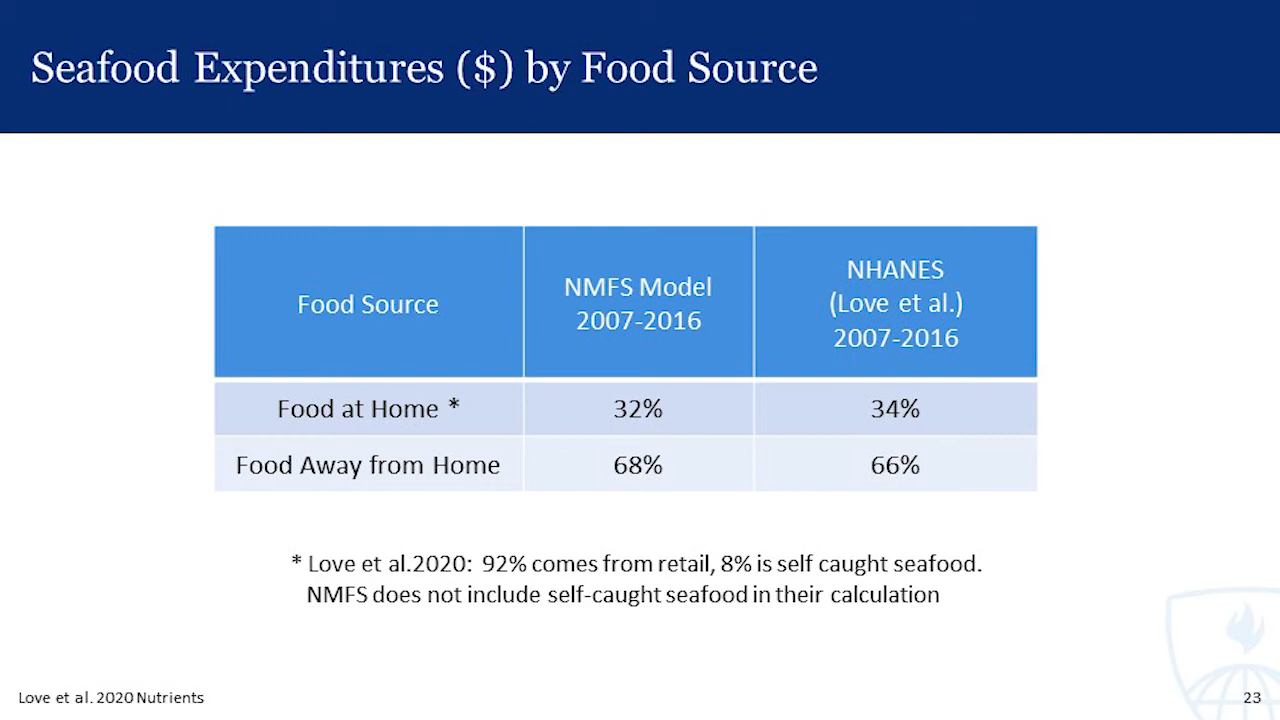 Seafood Expenditures ($) by Food Source
Food Source
NMFS Model
2007-2016
NHANES
(Love et al.)
2007-2016
Food at Home *
32%
34%
Food Away from Home
68%
66%
* Love et al.2020: 92% comes from retail, 8% is self caught seafood.
NMFS does not include self-caught seafood in their calculation
Love et al. 2020 Nutrients
23